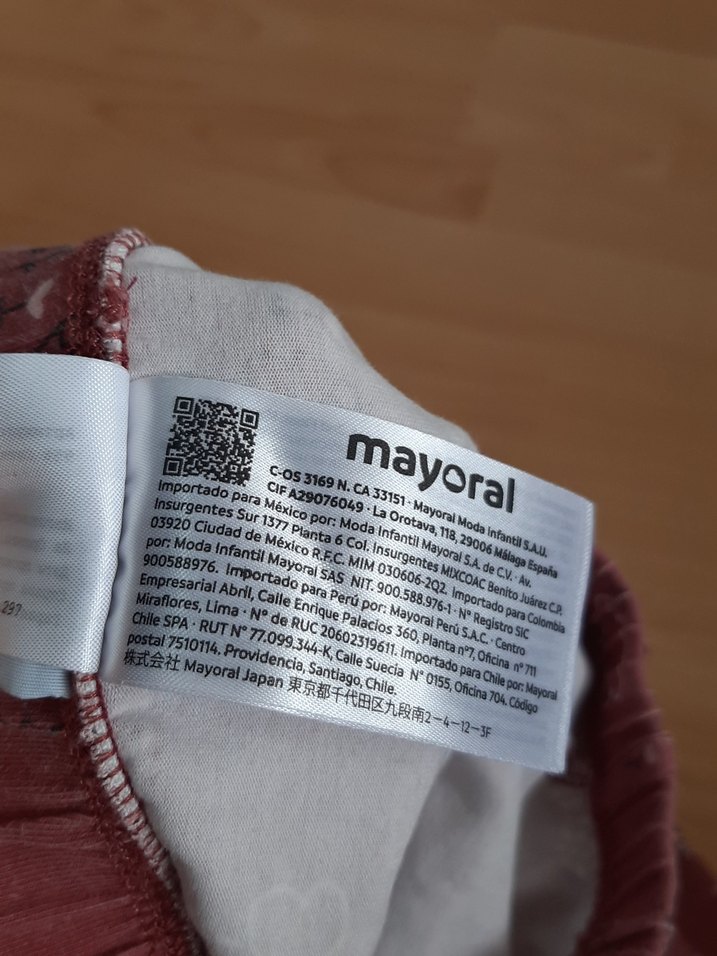 mayoral
C-OS 3169 N. CA 33151 · Mayoral Moda Infantil S.A.U.
CIF A29076049 · La Orotava, 118, 29006 Málaga España
Importado para México por: Moda Infantil Mayoral S.A. de C.V. · Av.
Insurgentes Sur 1377 Planta 6 Col. Insurgentes MIXCOAC Benito Juárez C.P.
03920 Ciudad de México R.F.C. MIM 030606-2Q2. Importado para Colombia
por: Moda Infantil Mayoral SAS NIT. 900.588.976-1 · Nº Registro SIC
900588976. Importado para Perú por: Mayoral Perú S.A.C. · Centro
Empresarial Abril, Calle Enrique Palacios 360, Planta nº7, Oficina nº 711
Miraflores, Lima · Nº de RUC 20602319611. Importado para Chile por: Mayoral
Chile SPA · RUT Nº 77.099.344-K, Calle Suecia Nº 0155, Oficina 704. Código
postal 7510114. Providencia, Santiago, Chile.
株式会社 Mayoral Japan 東京都千代田区九段南2-4-12-3F
297